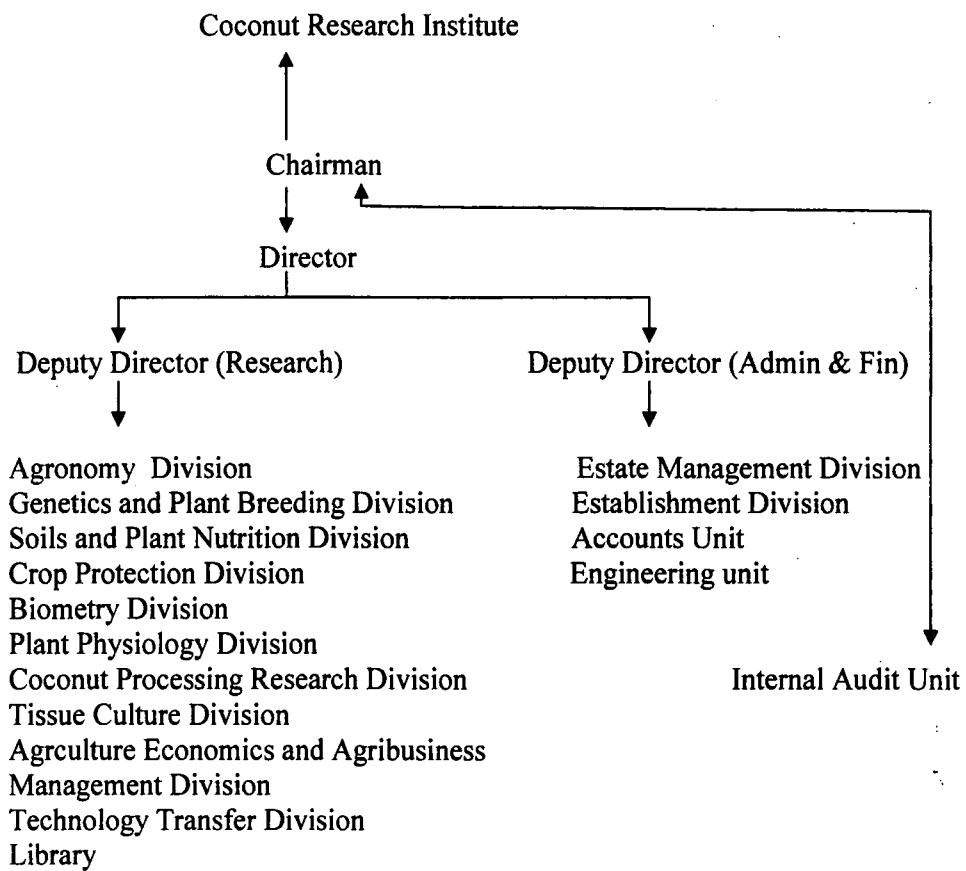 Coconut Research Institute
Chairman
Director
Deputy Director (Research)
Deputy Director (Admin & Fin)
Agronomy Division
Genetics and Plant Breeding Division
Soils and Plant Nutrition Division
Crop Protection Division
Biometry Division
Plant Physiology Division
Coconut Processing Research Division
Tissue Culture Division
Agrculture Economics and Agribusiness
Management Division
Technology Transfer Division
Library
Estate Management Division
Establishment Division
Accounts Unit
Engineering unit
Internal Audit Unit